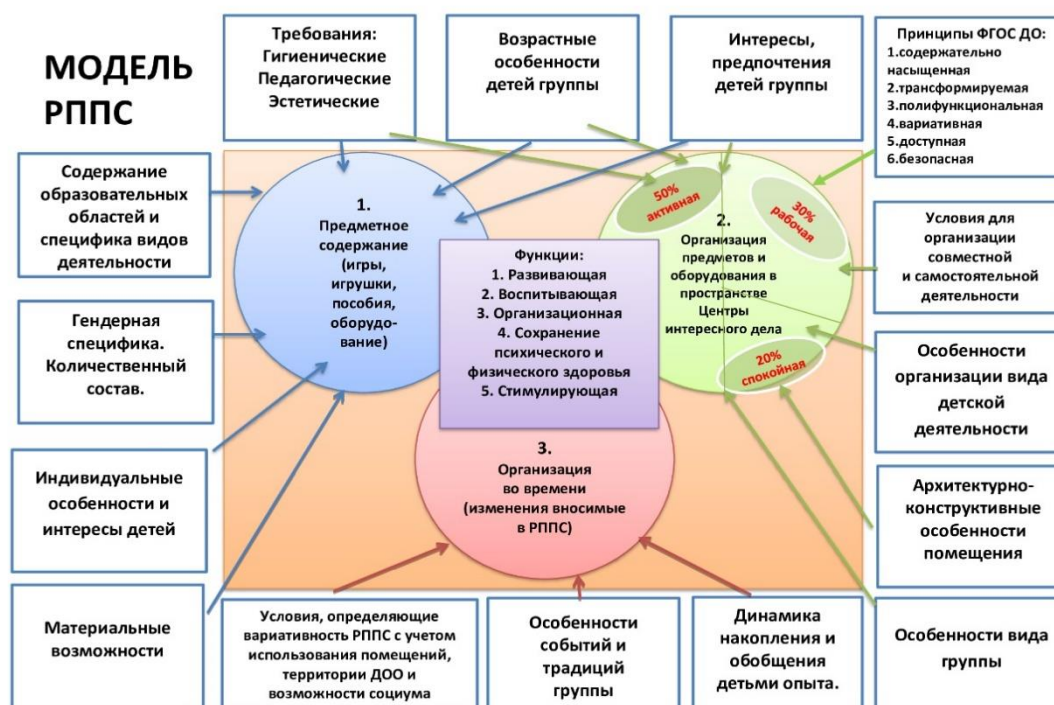 МОДЕЛЬ
РППС
Требования:
Гигиенические
Педагогические
Эстетические
Возрастные
особенности
детей группы
Интересы,
предпочтения
детей группы
Принципы ФГОС ДО:
1.содержательно
насыщенная
2.трансформируемая
3.полифункциональная
4.вариативная
5.доступная
6.безопасная
Содержание
образовательных
областей и
специфика видов
деятельности
Гендерная
специфика.
Количественный
состав.
Индивидуальные
особенности и
интересы детей
Материальные
возможности
1.
Предметное
содержание
(игры,
игрушки,
пособия,
оборудо-
вание)
Функции:
1. Развивающая
2. Воспитывающая
3. Организационная
4. Сохранение
психического и
физического здоровья
5. Стимулирующая
50%
активная
30%
рабочая
2.
Организация
предметов и
оборудования в
пространстве
Центры
интересного дела
20%
спокойная
3.
Организация
во времени
(изменения вносимые
в РППС)
Условия для
организации
совместной
и самостоятельной
деятельности
Особенности
организации вида
детской
деятельности
Архитектурно-
конструктивные
особенности
помещения
Условия, определяющие
вариативность РППС с учетом
использования помещений,
территории ДОО и
возможности социума
Особенности
событий и
традиций
группы
Динамика
накопления и
обобщения
детьми опыта.
Особенности вида
группы